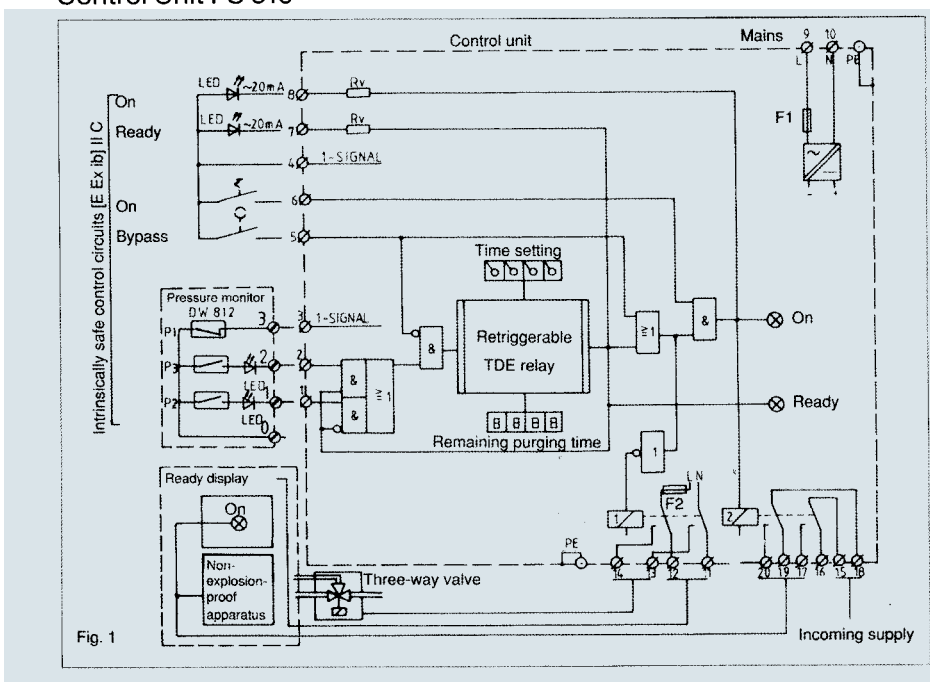 Control unit
Mains
9 10
L N PE
F1
Intrinsically safe control circuits [E Ex ib] II C
On
LED ~20mA 8 Rv
Ready
LED ~20mA 7 Rv
4 1-SIGNAL
On
6
Bypass
5
Time setting
Pressure monitor
DW 812
P1 3 3 1-SIGNAL
P3 2 2
LED
P2 1 1
LED
0
& & ≧1
&
Retriggerable
TDE relay
≧1
&
On
Ready
8 8 8 8
Remaining purging time
1
Ready display
On
Non-
explosion-
proof
apparatus
Three-way valve
PE
1
L N
F2
2
14 13 12 11 20 19 17 16 15 18
Incoming supply
Fig. 1